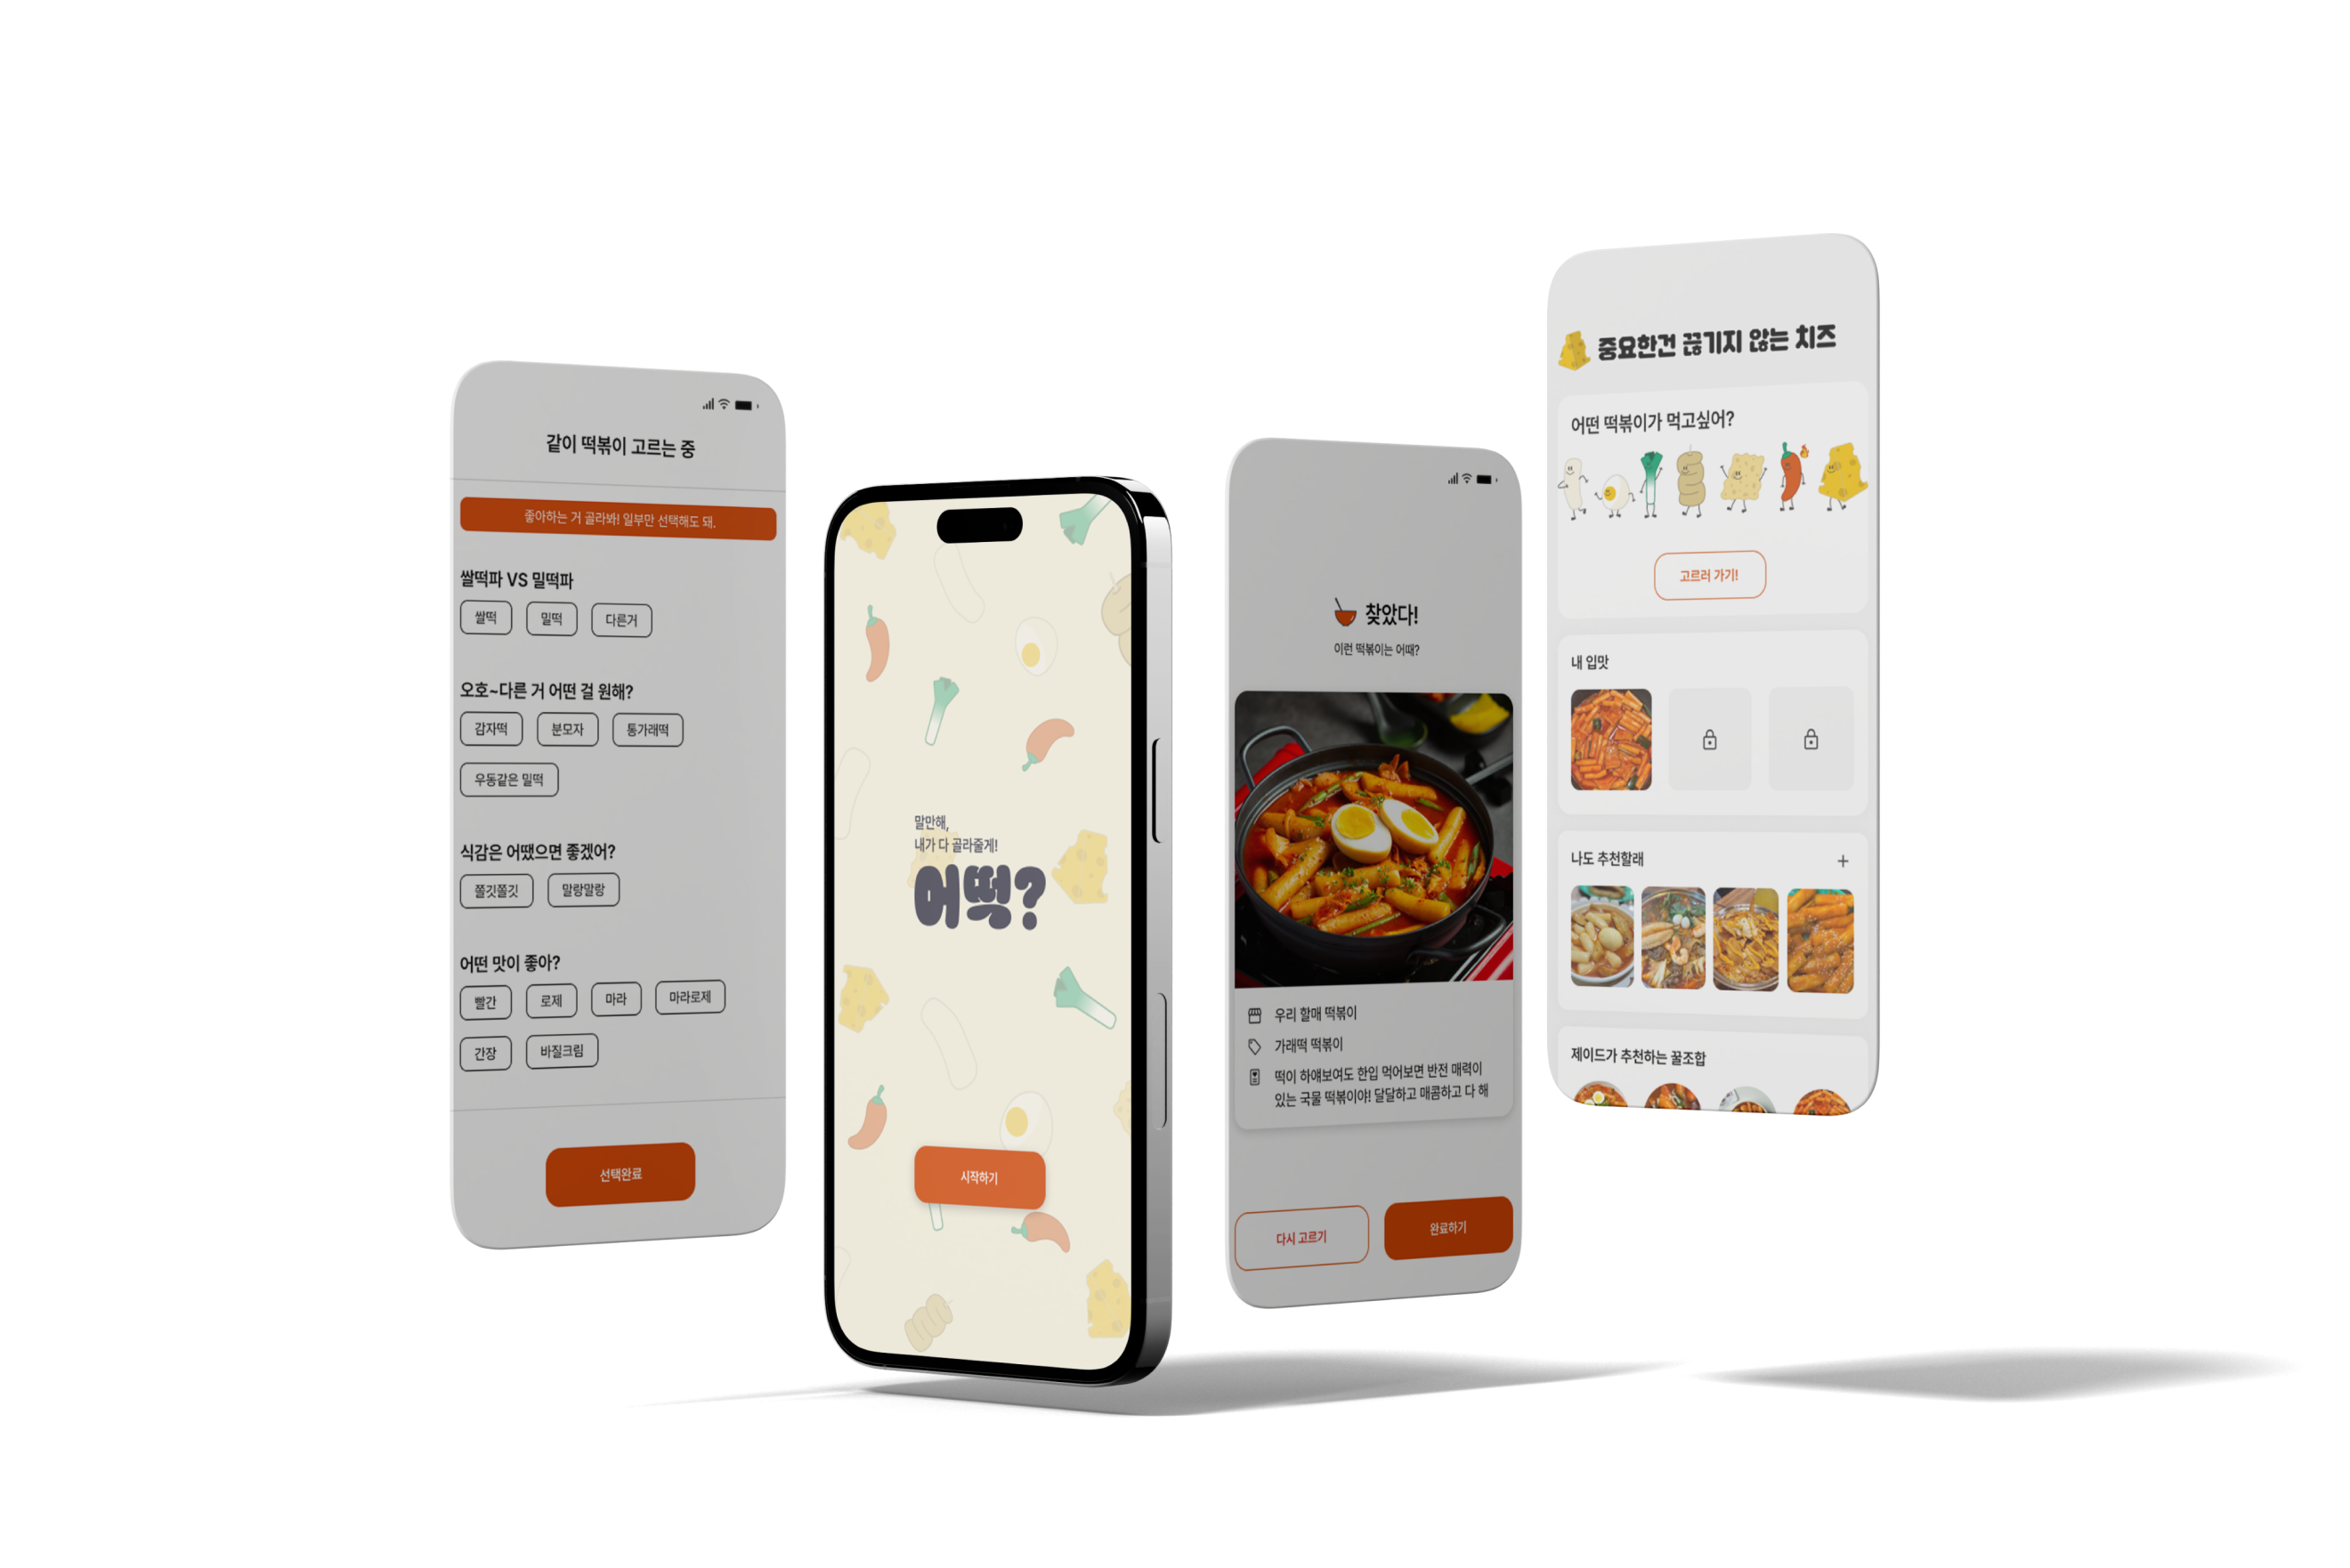 같이 떡볶이 고르는 중
좋아하는 거 골라봐! 일부만 선택해도 돼.
쌀떡파 VS 밀떡파
쌀떡
밀떡
다른거
오호~다른 거 어떤 걸 원해?
감자떡
분모자
통가래떡
우동같은 밀떡
식감은 어땠으면 좋겠어?
쫄깃쫄깃
말랑말랑
어떤 맛이 좋아?
빨간
로제
마라
마라로제
간장
바질크림
선택완료
말만해,
내가 다 골라줄게!
어떡?
시작하기
찾았다!
이런 떡볶이는 어때?
우리 할매 떡볶이
가래떡 떡볶이
떡이 하얘보여도 한입 먹어보면 반전 매력이
있는 국물 떡볶이야! 달달하고 매콤하고 다 해
다시 고르기
완료하기
중요한건 끊기지 않는 치즈
어떤 떡볶이가 먹고싶어?
고르러 가기!
내 입맛
나도 추천할래
제이드가 추천하는 꿀조합